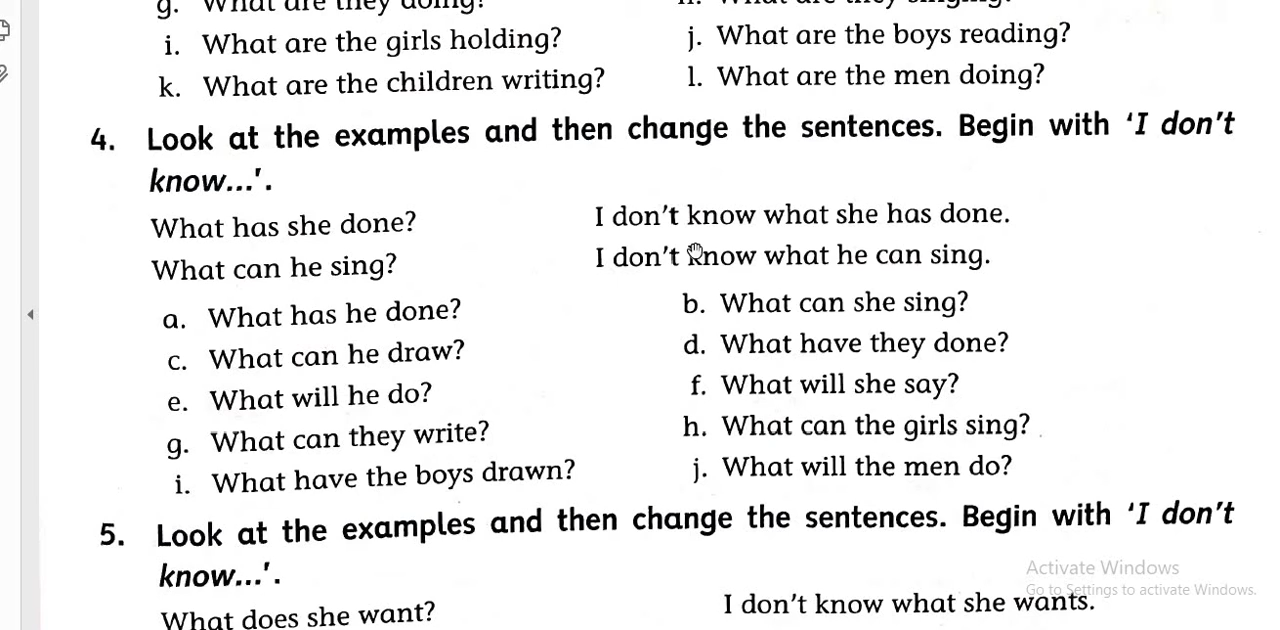 g. What are they doing?
i. What are the girls holding? j. What are the boys reading?
k. What are the children writing? l. What are the men doing?
4. Look at the examples and then change the sentences. Begin with ‘I don’t
know...’.
What has she done? I don’t know what she has done.
What can he sing? I don’t know what he can sing.
a. What has he done? b. What can she sing?
c. What can he draw? d. What have they done?
e. What will he do? f. What will she say?
g. What can they write? h. What can the girls sing?
i. What have the boys drawn? j. What will the men do?
5. Look at the examples and then change the sentences. Begin with ‘I don’t
know...’.
What does she want? I don’t know what she wants.
Activate Windows
Go to Settings to activate Windows.